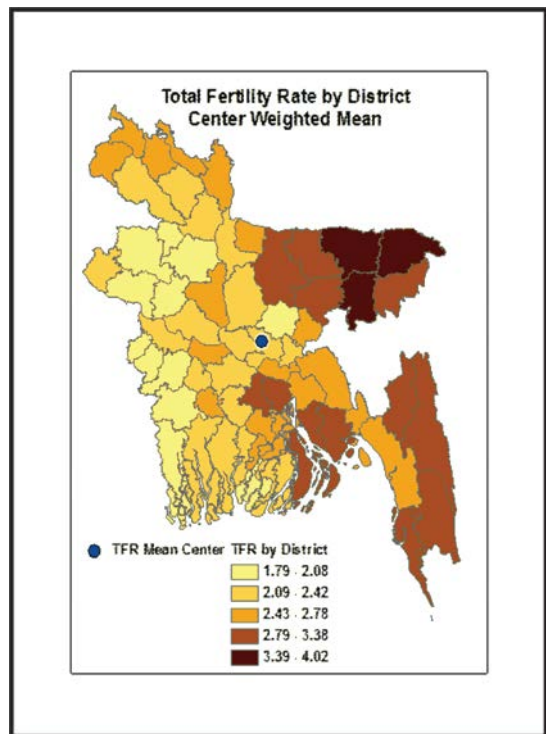 Total Fertility Rate by District
Center Weighted Mean
TFR Mean Center
TFR by District
1.79 - 2.08
2.09 - 2.42
2.43 - 2.78
2.79 - 3.38
3.39 - 4.02